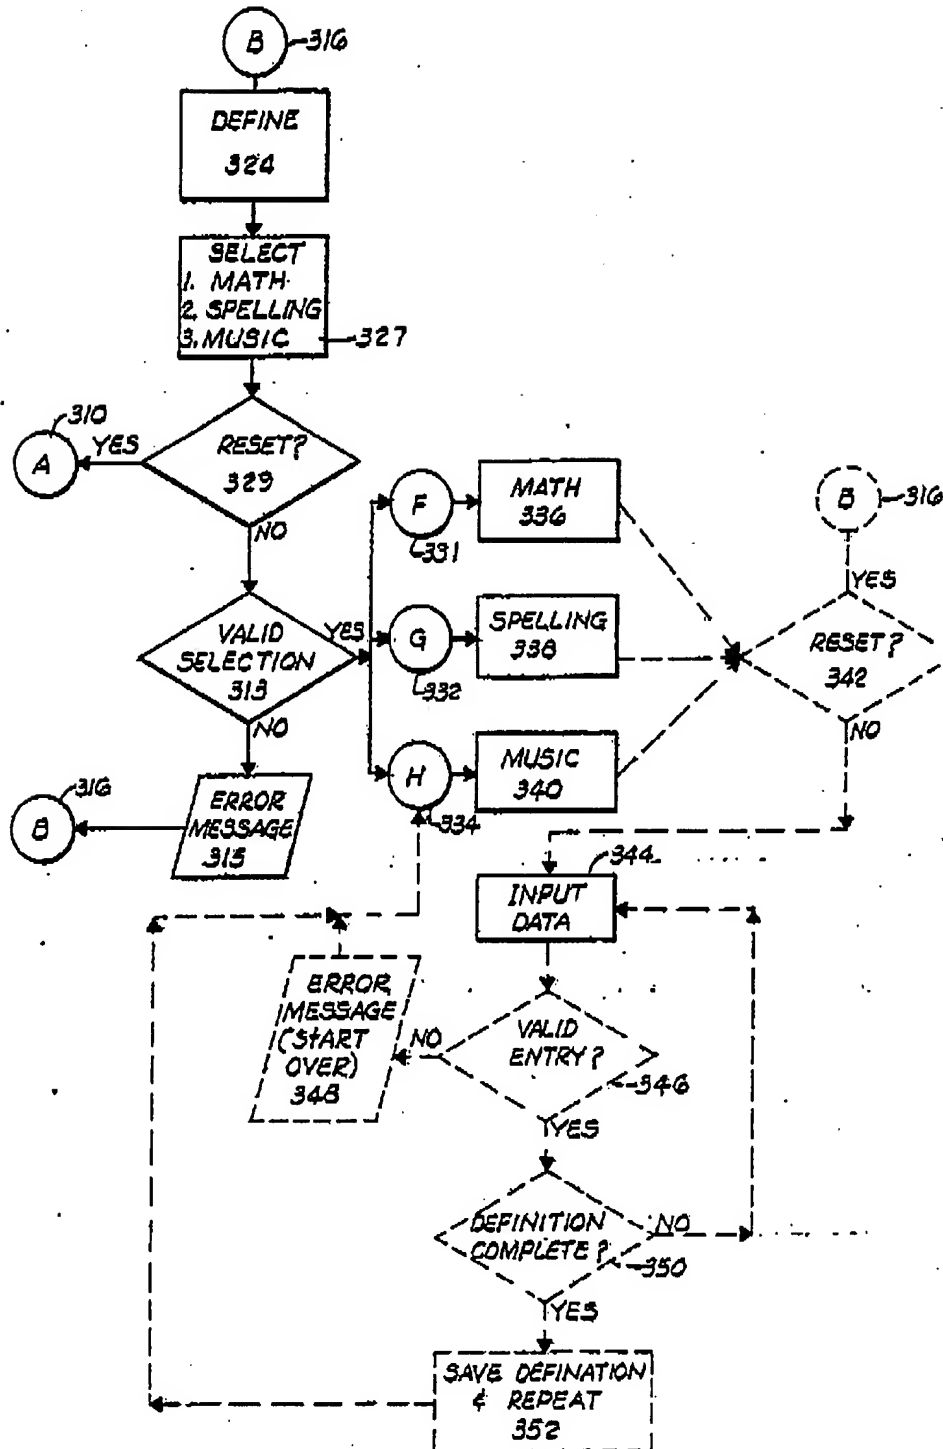 B
316
DEFINE
324
SELECT
1. MATH
2. SPELLING
3. MUSIC
327
310
A
YES
RESET?
329
NO
VALID
SELECTION
313
YES
NO
316
B
ERROR
MESSAGE
315
F
331
MATH
336
G
332
SPELLING
338
H
334
MUSIC
340
B
316
YES
RESET?
342
NO
344
INPUT
DATA
VALID
ENTRY?
346
NO
ERROR
MESSAGE
(START
OVER)
348
YES
DEFINITION
COMPLETE?
350
NO
YES
SAVE DEFINATION
& REPEAT
352